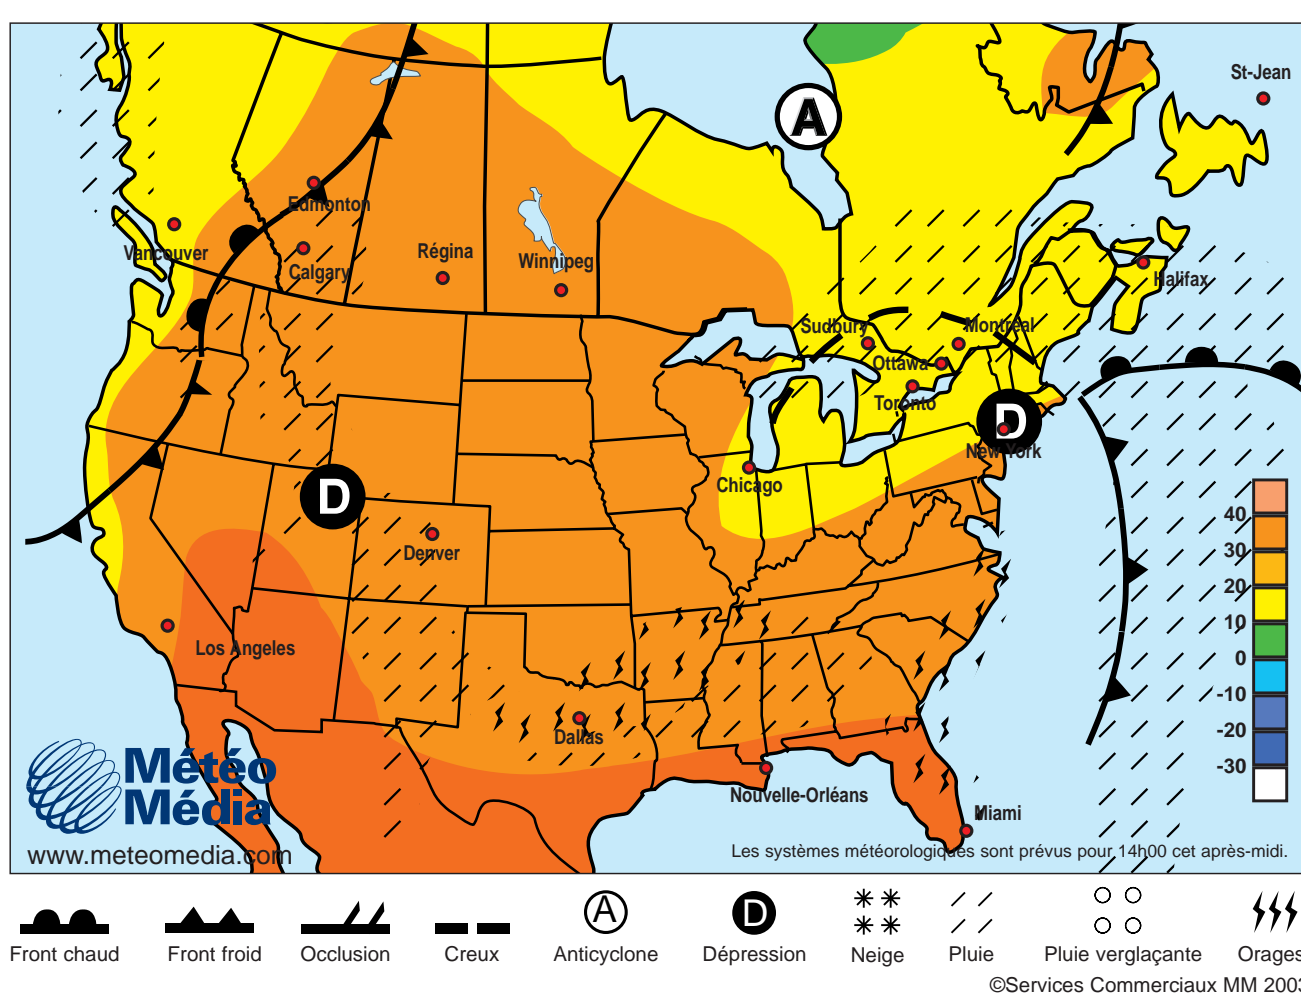 A
St-Jean
Edmonton
Vancouver
Calgary
Régina
Winnipeg
Halifax
Sudbury
Montréal
Ottawa
Toronto
D
New York
Chicago
D
Denver
40
30
20
10
0
-10
-20
-30
Los Angeles
Dallas
Météo
Média
Nouvelle-Orléans
Miami
www.meteomedia.com
Les systèmes météorologiques sont prévus pour 14h00 cet après-midi.
A
D
Front chaud
Front froid
Occlusion
Creux
Anticyclone
Dépression
Neige
Pluie
Pluie verglaçante
Orages
©Services Commerciaux MM 2003